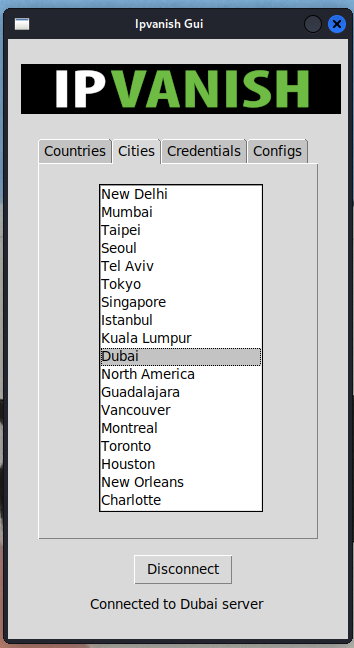 Ipvanish Gui
IPVANISH
Countries Cities Credentials Configs
New Delhi
Mumbai
Taipei
Seoul
Tel Aviv
Tokyo
Singapore
Istanbul
Kuala Lumpur
Dubai
North America
Guadalajara
Vancouver
Montreal
Toronto
Houston
New Orleans
Charlotte
Disconnect
Connected to Dubai server